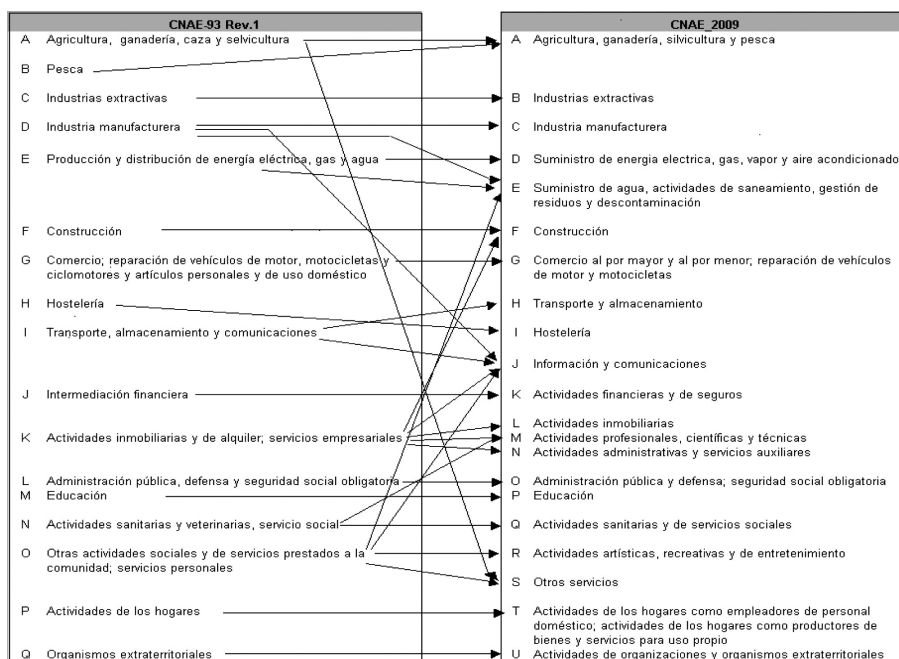 CNAE-93 Rev.1
A Agricultura, ganadería, caza y selvicultura
B Pesca
C Industrias extractivas
D Industria manufacturera
E Producción y distribución de energía eléctrica, gas y agua
F Construcción
G Comercio; reparación de vehículos de motor, motocicletas y
ciclomotores y artículos personales y de uso doméstico
H Hostelería
I Transporte, almacenamiento y comunicaciones
J Intermediación financiera
K Actividades inmobiliarias y de alquiler; servicios empresariales
L Administración pública, defensa y seguridad social obligatoria
M Educación
N Actividades sanitarias y veterinarias, servicio social
O Otras actividades sociales y de servicios prestados a la
comunidad; servicios personales
P Actividades de los hogares
Q Organismos extraterritoriales
CNAE_2009
A Agricultura, ganadería, silvicultura y pesca
B Industrias extractivas
C Industria manufacturera
D Suministro de energia electrica, gas, vapor y aire acondicionado
E Suministro de agua, actividades de saneamiento, gestión de
residuos y descontaminación
F Construcción
G Comercio al por mayor y al por menor; reparación de vehículos
de motor y motocicletas
H Transporte y almacenamiento
I Hostelería
J Información y comunicaciones
K Actividades financieras y de seguros
L Actividades inmobiliarias
M Actividades profesionales, científicas y técnicas
N Actividades administrativas y servicios auxiliares
O Administración pública y defensa; seguridad social obligatoria
P Educación
Q Actividades sanitarias y de servicios sociales
R Actividades artísticas, recreativas y de entretenimiento
S Otros servicios
T Actividades de los hogares como empleadores de personal
doméstico; actividades de los hogares como productores de
bienes y servicios para uso propio
U Actividades de organizaciones y organismos extraterritoriales